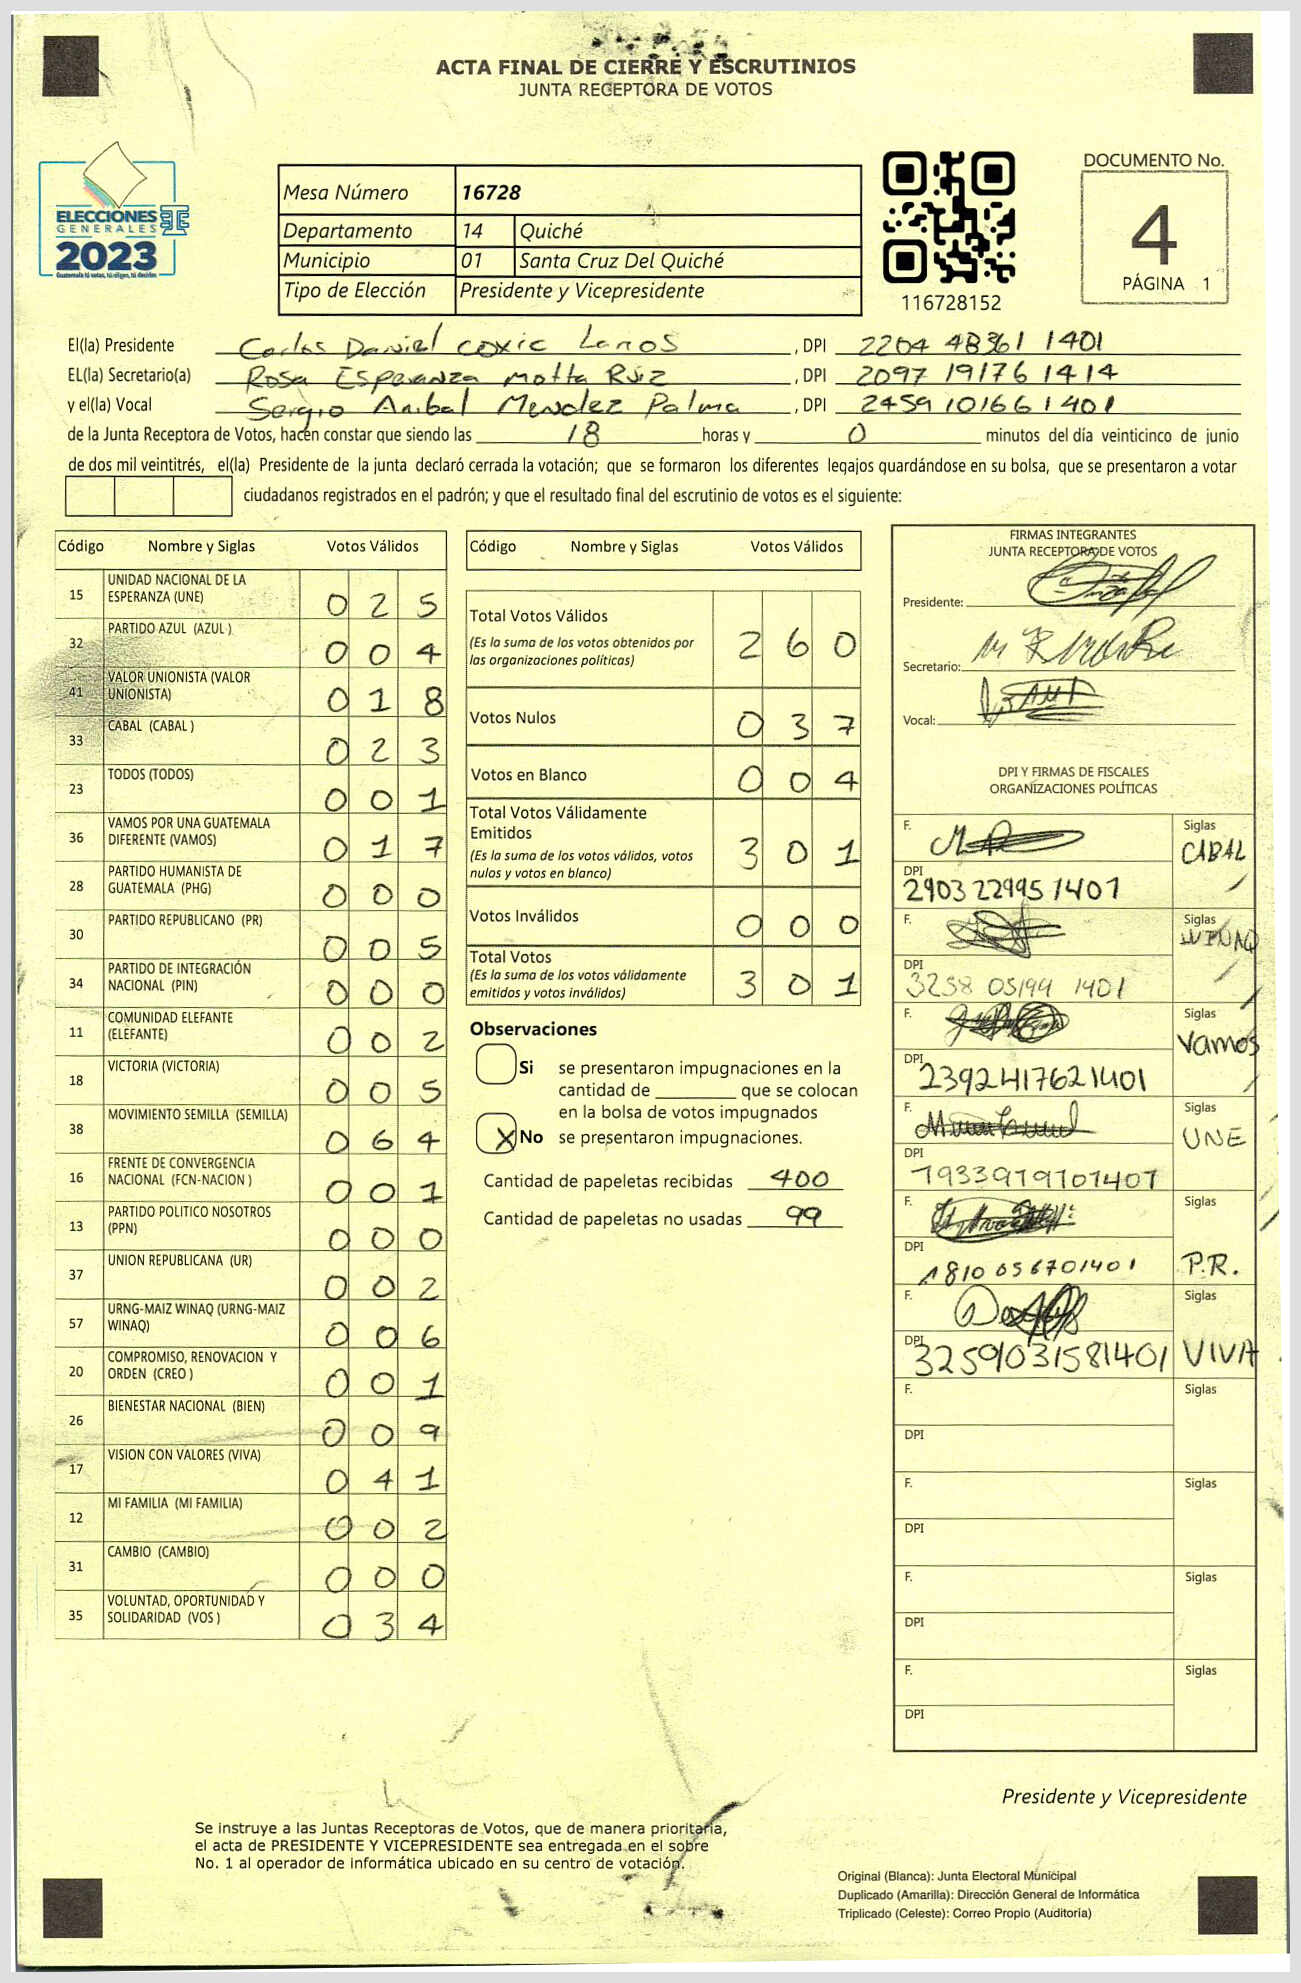 ACTA FINAL DE CIERRE Y ESCRUTINIOS
JUNTA RECEPTORA DE VOTOS
ELECCIONES
GENERALES
2023
Guatemala tú votas, tú eliges, tú decides
Mesa Número 16728
Departamento 14 Quiché
Municipio 01 Santa Cruz Del Quiché
Tipo de Elección Presidente y Vicepresidente
116728152
DOCUMENTO No.
4
PÁGINA 1
El(la) Presidente Carlos Daniel coxic Lanos, DPI 2204 48361 1401
EL(la) Secretario(a) Rosa Esperanza Motta Ruiz, DPI 2097 19176 1414
y el(la) Vocal Sergio Anibal Mendez Palma, DPI 2459 10166 1401
de la Junta Receptora de Votos, hacen constar que siendo las 18 horas y 0 minutos del día veinticinco de junio
de dos mil veintitrés, el(la) Presidente de la junta declaró cerrada la votación; que se formaron los diferentes legajos guardándose en su bolsa, que se presentaron a votar
ciudadanos registrados en el padrón; y que el resultado final del escrutinio de votos es el siguiente:
Código Nombre y Siglas Votos Válidos
15 UNIDAD NACIONAL DE LA ESPERANZA (UNE) 0 2 5
32 PARTIDO AZUL (AZUL ) 0 0 4
41 VALOR UNIONISTA (VALOR UNIONISTA) 0 1 8
33 CABAL (CABAL ) 0 2 3
23 TODOS (TODOS) 0 0 1
36 VAMOS POR UNA GUATEMALA DIFERENTE (VAMOS) 0 1 7
28 PARTIDO HUMANISTA DE GUATEMALA (PHG) 0 0 0
30 PARTIDO REPUBLICANO (PR) 0 0 5
34 PARTIDO DE INTEGRACIÓN NACIONAL (PIN) 0 0 0
11 COMUNIDAD ELEFANTE (ELEFANTE) 0 0 2
18 VICTORIA (VICTORIA) 0 0 5
38 MOVIMIENTO SEMILLA (SEMILLA) 0 6 4
16 FRENTE DE CONVERGENCIA NACIONAL (FCN-NACION ) 0 0 1
13 PARTIDO POLITICO NOSOTROS (PPN) 0 0 0
37 UNION REPUBLICANA (UR) 0 0 2
57 URNG-MAIZ WINAQ (URNG-MAIZ WINAQ) 0 0 6
20 COMPROMISO, RENOVACION Y ORDEN (CREO ) 0 0 1
26 BIENESTAR NACIONAL (BIEN) 0 0 9
17 VISION CON VALORES (VIVA) 0 4 1
12 MI FAMILIA (MI FAMILIA) 0 0 2
31 CAMBIO (CAMBIO) 0 0 0
35 VOLUNTAD, OPORTUNIDAD Y SOLIDARIDAD (VOS ) 0 3 4
Código Nombre y Siglas Votos Válidos
Total Votos Válidos 2 6 0
(Es la suma de los votos obtenidos por
las organizaciones políticas)
Votos Nulos 0 3 7
Votos en Blanco 0 0 4
Total Votos Válidamente
Emitidos 3 0 1
(Es la suma de los votos válidos, votos
nulos y votos en blanco)
Votos Inválidos 0 0 0
Total Votos 3 0 1
(Es la suma de los votos válidamente
emitidos y votos inválidos)
Observaciones
Si se presentaron impugnaciones en la
cantidad de ________ que se colocan
en la bolsa de votos impugnados
X No se presentaron impugnaciones.
Cantidad de papeletas recibidas 400
Cantidad de papeletas no usadas 99
FIRMAS INTEGRANTES
JUNTA RECEPTORA DE VOTOS
Presidente:
Secretario:
Vocal:
DPI Y FIRMAS DE FISCALES
ORGANIZACIONES POLÍTICAS
F. Siglas
CABAL
DPI
2903 22995 1401
F. Siglas
WINAQ
DPI
3258 05199 1401
F. Siglas
Vamos
DPI
2392417621401
F. Siglas
UNE
DPI
1933979701401
F. Siglas
DPI
1810 05670 1401 P.R.
F. Siglas
DPI
3259031581401 VIVA
F. Siglas
DPI
F. Siglas
DPI
F. Siglas
DPI
F. Siglas
DPI
Presidente y Vicepresidente
Se instruye a las Juntas Receptoras de Votos, que de manera prioritaria,
el acta de PRESIDENTE Y VICEPRESIDENTE sea entregada en el sobre
No. 1 al operador de informática ubicado en su centro de votación.
Original (Blanca): Junta Electoral Municipal
Duplicado (Amarilla): Dirección General de Informática
Triplicado (Celeste): Correo Propio (Auditoría)